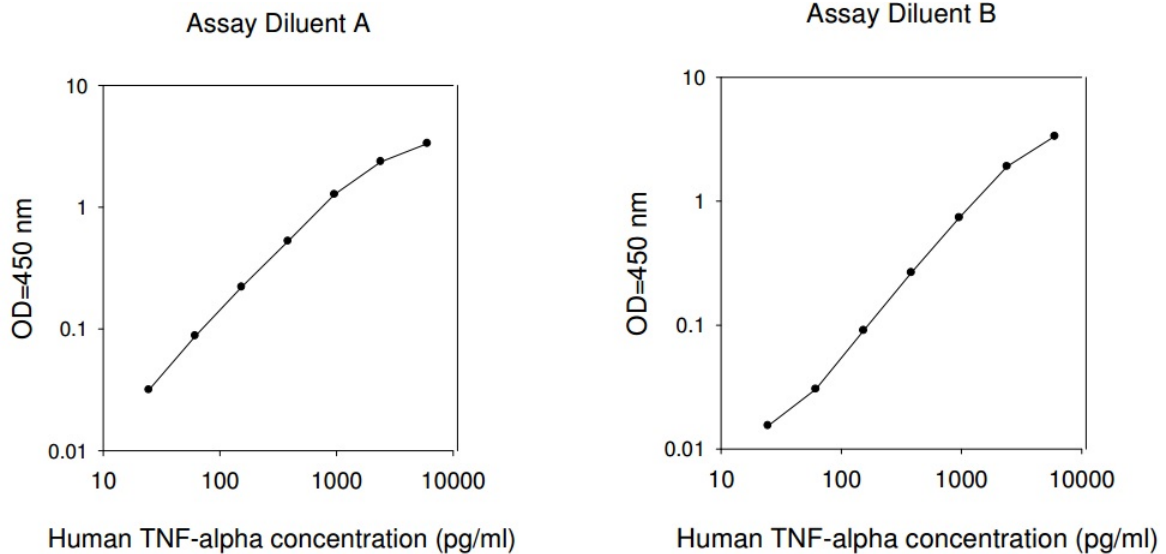 Assay Diluent A
10
1
0.1
0.01
OD=450 nm
10 100 1000 10000
Human TNF-alpha concentration (pg/ml)
Assay Diluent B
10
1
0.1
0.01
OD=450 nm
10 100 1000 10000
Human TNF-alpha concentration (pg/ml)